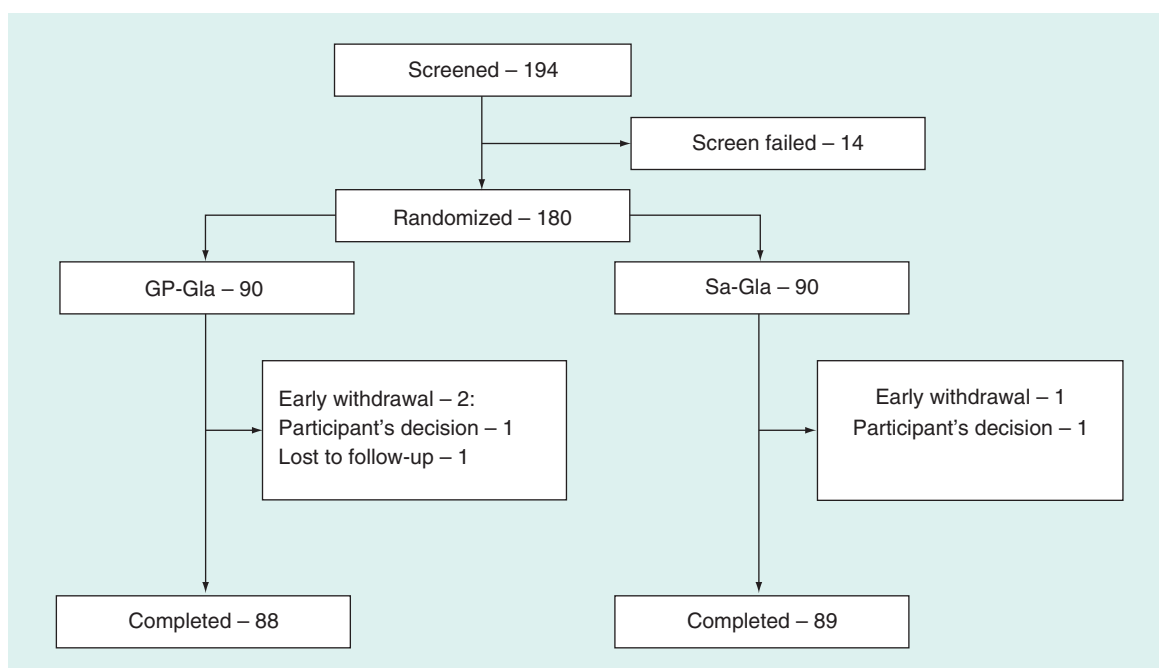 Screened – 194
Screen failed – 14
Randomized – 180
GP-Gla – 90
Sa-Gla – 90
Early withdrawal – 2:
Participant’s decision – 1
Lost to follow-up – 1
Early withdrawal – 1
Participant’s decision – 1
Completed – 88
Completed – 89